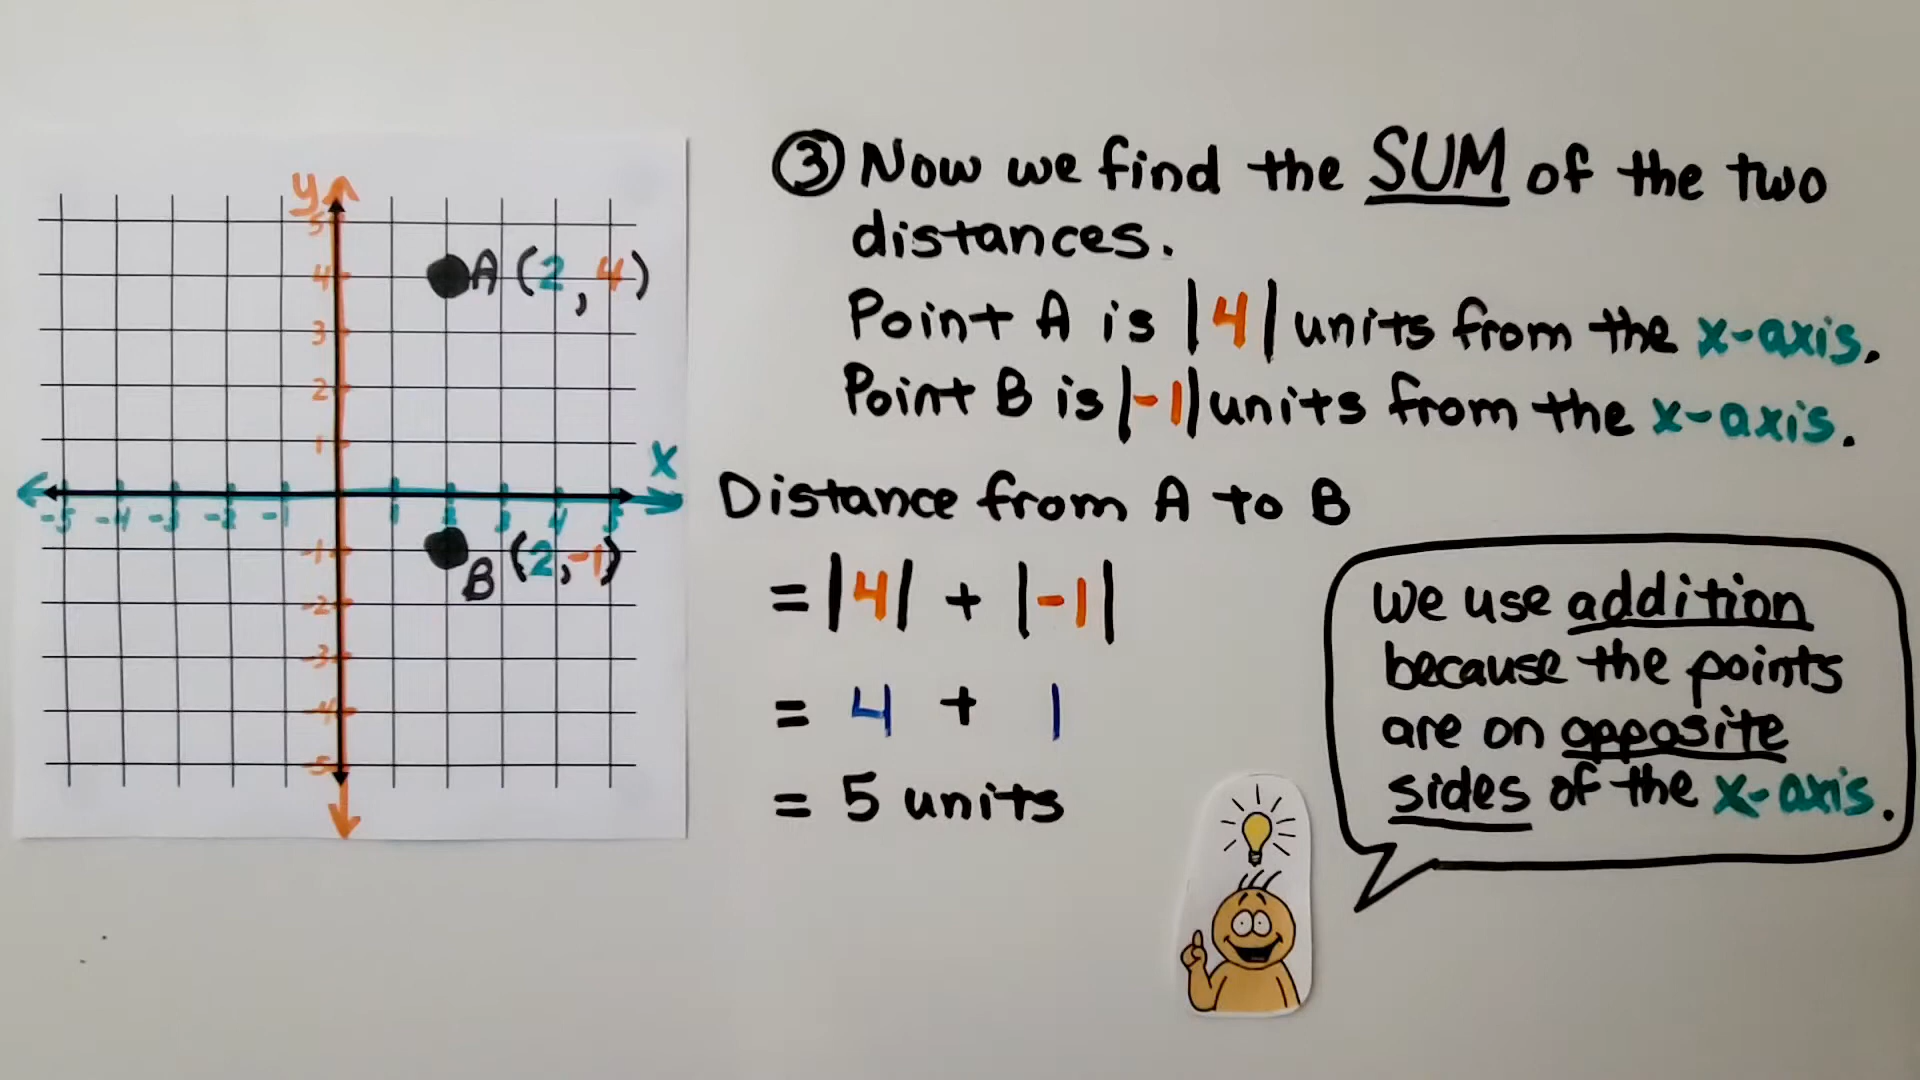 y
5
4
A (2, 4)
3
2
1
x
-5 -4 -3 -2 -1 1 2 3 4 5
-1
B (2, -1)
-2
-3
-4
-5
③ Now we find the SUM of the two
distances.
Point A is |4| units from the x-axis.
Point B is |-1| units from the x-axis.
Distance from A to B
= |4| + |-1|
= 4 + 1
= 5 units
We use addition
because the points
are on opposite
sides of the x-axis.